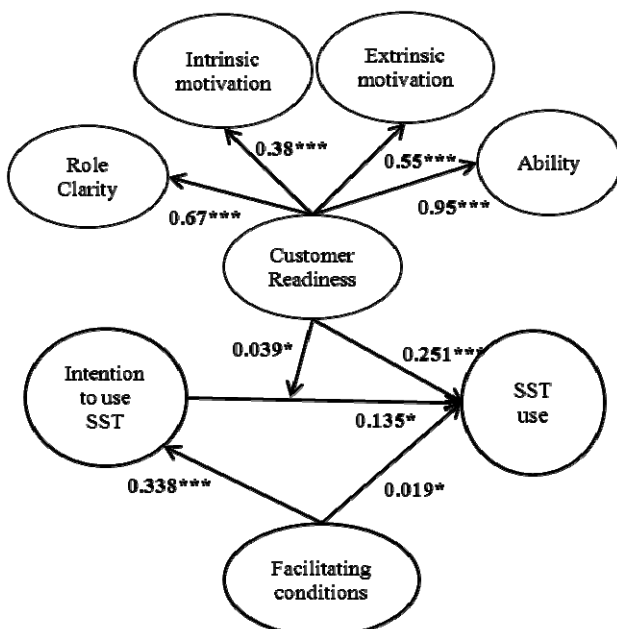 Intrinsic
motivation
Extrinsic
motivation
0.38***
0.55***
Role
Clarity
Ability
0.67***
0.95***
Customer
Readiness
0.039*
0.251***
Intention
to use
SST
SST
use
0.135*
0.338***
0.019*
Facilitating
conditions